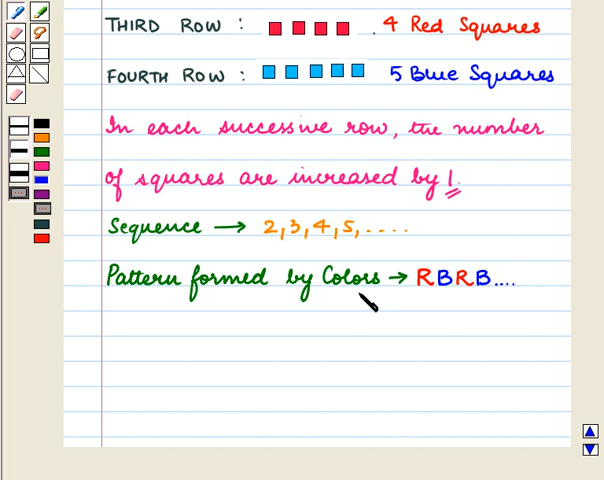 THIRD ROW : . 4 Red Squares
FOURTH ROW : 5 Blue Squares
In each successive row, the number
of squares are increased by 1.
Sequence → 2, 3, 4, 5, ....
Pattern formed by Colors → RBRB....